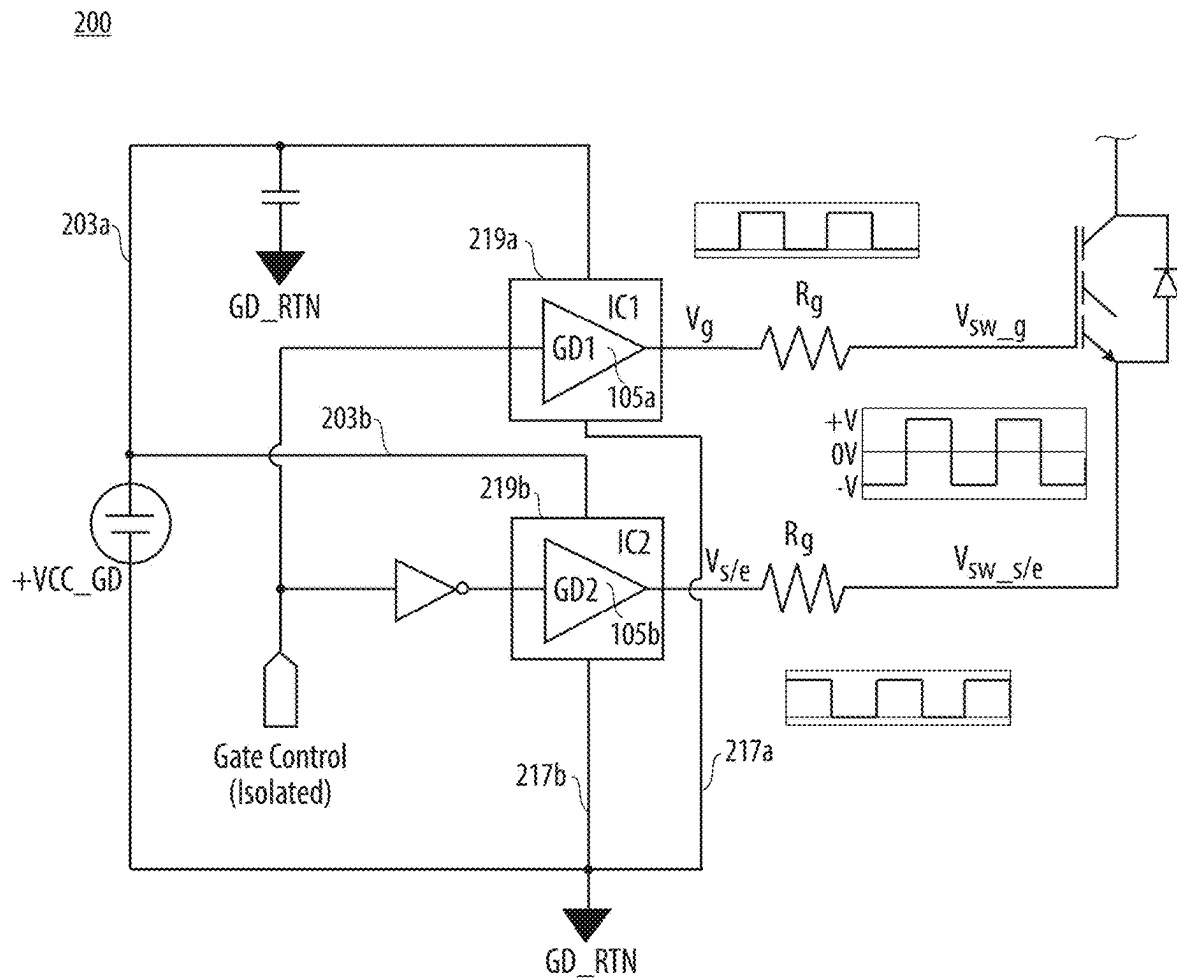 200
203a
GD_RTN
219a
IC1
GD1
105a
Vg
Rg
Vsw_g
203b
219b
IC2
GD2
105b
Vs/e
Rg
Vsw_s/e
+V
0V
-V
+VCC_GD
Gate Control
(Isolated)
217b
217a
GD_RTN